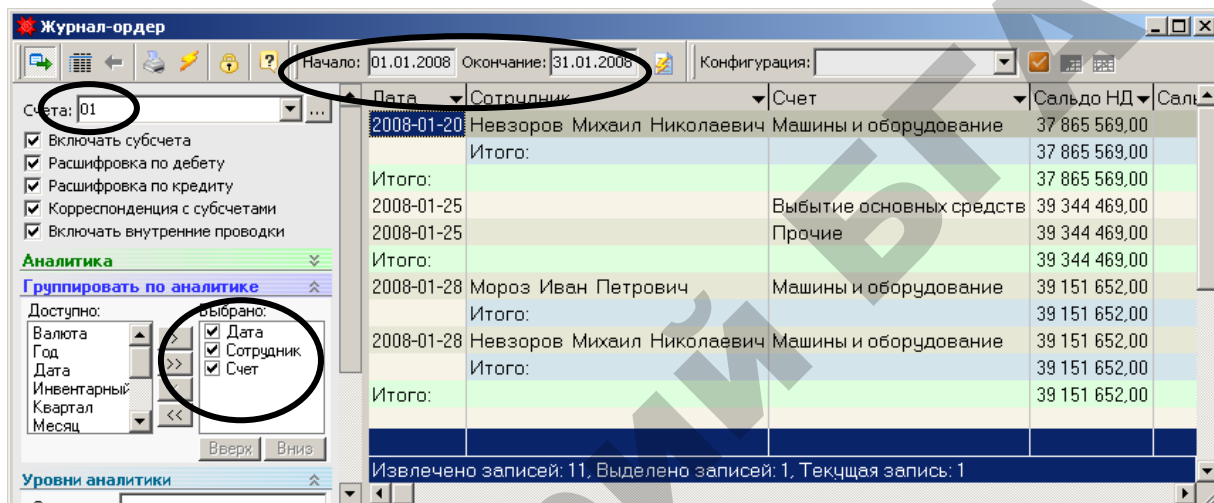 Журнал-ордер
Начало: 01.01.2008 Окончание: 31.01.2008 Конфигурация:
Счета: 01
Включать субсчета
Расшифровка по дебету
Расшифровка по кредиту
Корреспонденция с субсчетами
Включать внутренние проводки
Аналитика
Группировать по аналитике
Доступно: Выбрано:
Валюта
Год
Дата
Инвентарный
Квартал
Месяц
> >> < <<
Дата
Сотрудник
Счет
Вверх Вниз
Уровни аналитики
Дата Сотрудник Счет Сальдо НД Саль
2008-01-20 Невзоров Михаил Николаевич Машины и оборудование 37 865 569,00
Итого: 37 865 569,00
Итого: 37 865 569,00
2008-01-25 Выбытие основных средств 39 344 469,00
2008-01-25 Прочие 39 344 469,00
Итого: 39 344 469,00
2008-01-28 Мороз Иван Петрович Машины и оборудование 39 151 652,00
Итого: 39 151 652,00
2008-01-28 Невзоров Михаил Николаевич Машины и оборудование 39 151 652,00
Итого: 39 151 652,00
Итого: 39 151 652,00
Извлечено записей: 11, Выделено записей: 1, Текущая запись: 1
РИЙ БГА